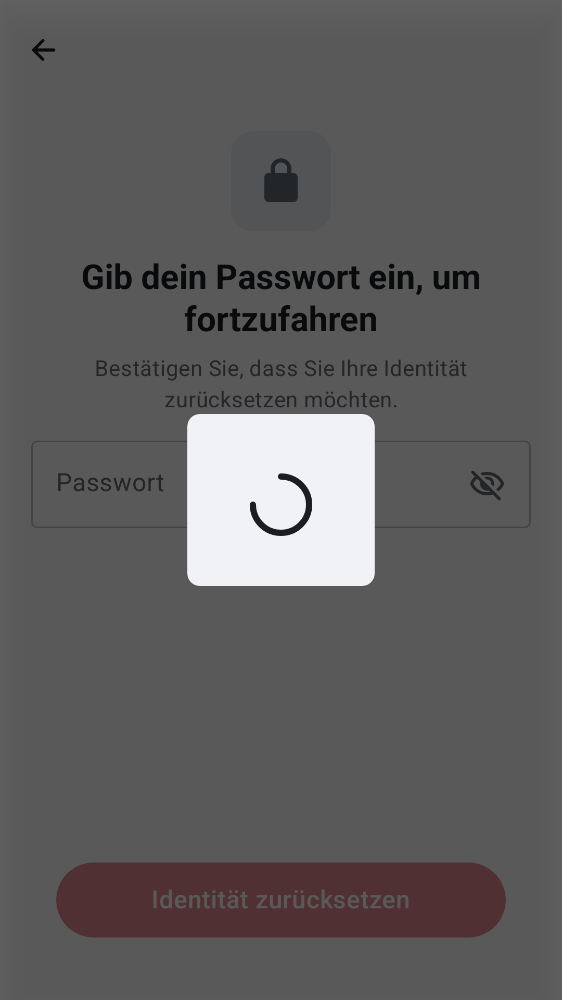 Gib dein Passwort ein, um
fortzufahren
Bestätigen Sie, dass Sie Ihre Identität
zurücksetzen möchten.
Passwort
Identität zurücksetzen